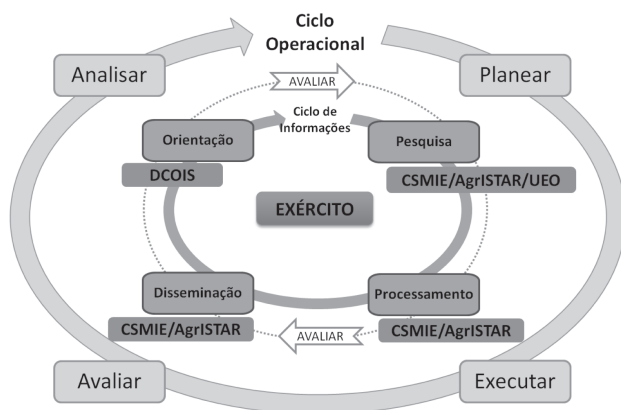 Ciclo
Operacional
Analisar
Planear
AVALIAR
Ciclo de
Informações
Orientação
Pesquisa
DCOIS
CSMIE/AgrISTAR/UEO
EXÉRCITO
Disseminação
Processamento
CSMIE/AgrISTAR
AVALIAR
CSMIE/AgrISTAR
Avaliar
Executar